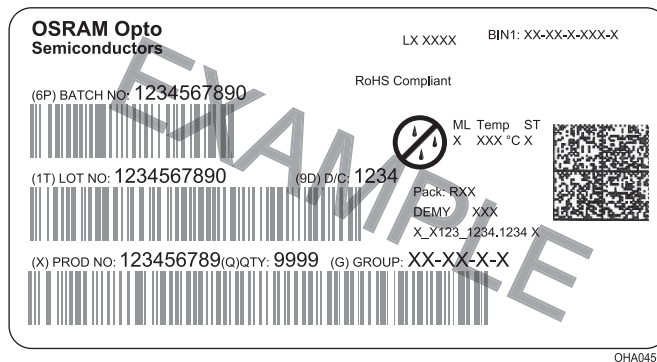 OSRAM Opto
Semiconductors
LX XXXX
BIN1: XX-XX-X-XXX-X
RoHS Compliant
(6P) BATCH NO: 1234567890
ML Temp ST
X XXX °C X
(1T) LOT NO: 1234567890
(9D) D/C: 1234
Pack: RXX
DEMY XXX
X_X123_1234.1234 X
(X) PROD NO: 123456789(Q)QTY: 9999 (G) GROUP: XX-XX-X-X
EXAMPLE
OHA04563